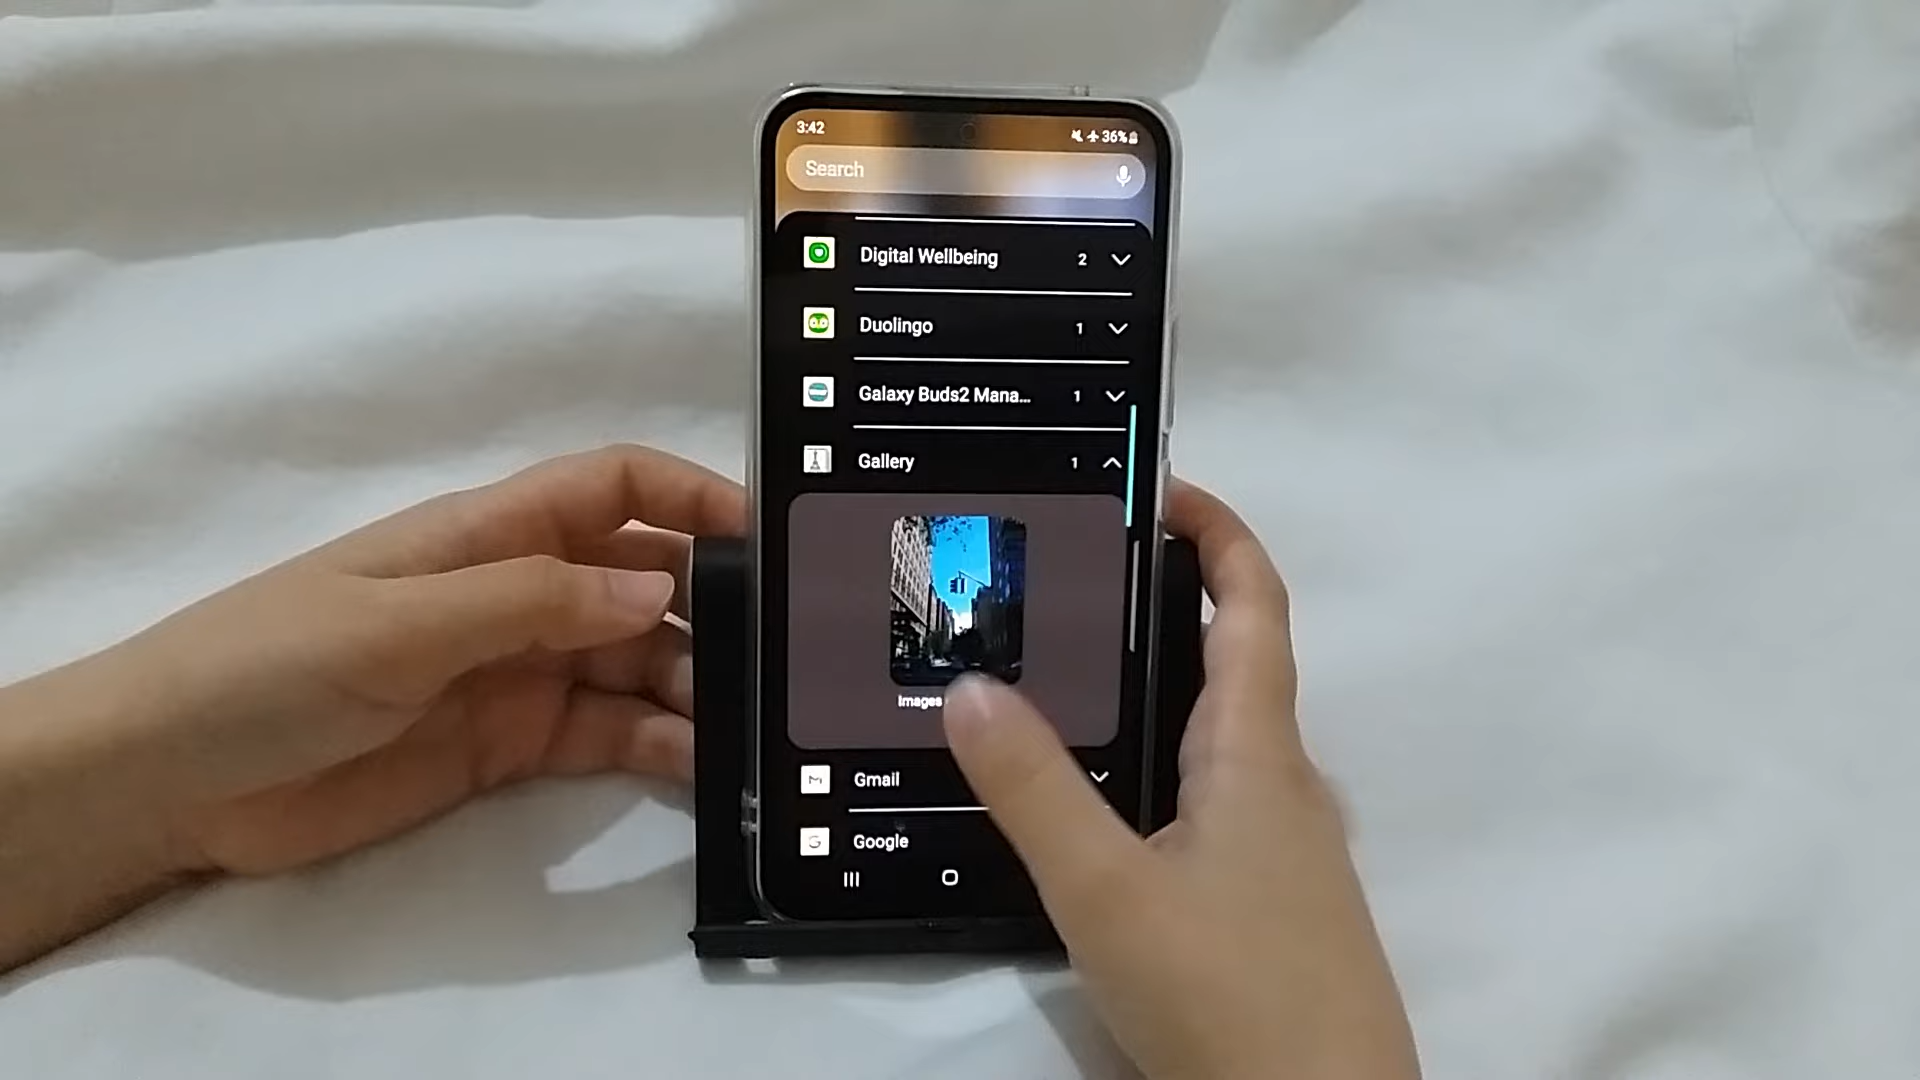 3:42
36%
Search
Digital Wellbeing 2
Duolingo 1
Galaxy Buds2 Mana... 1
Gallery 1
Images
Gmail
Google